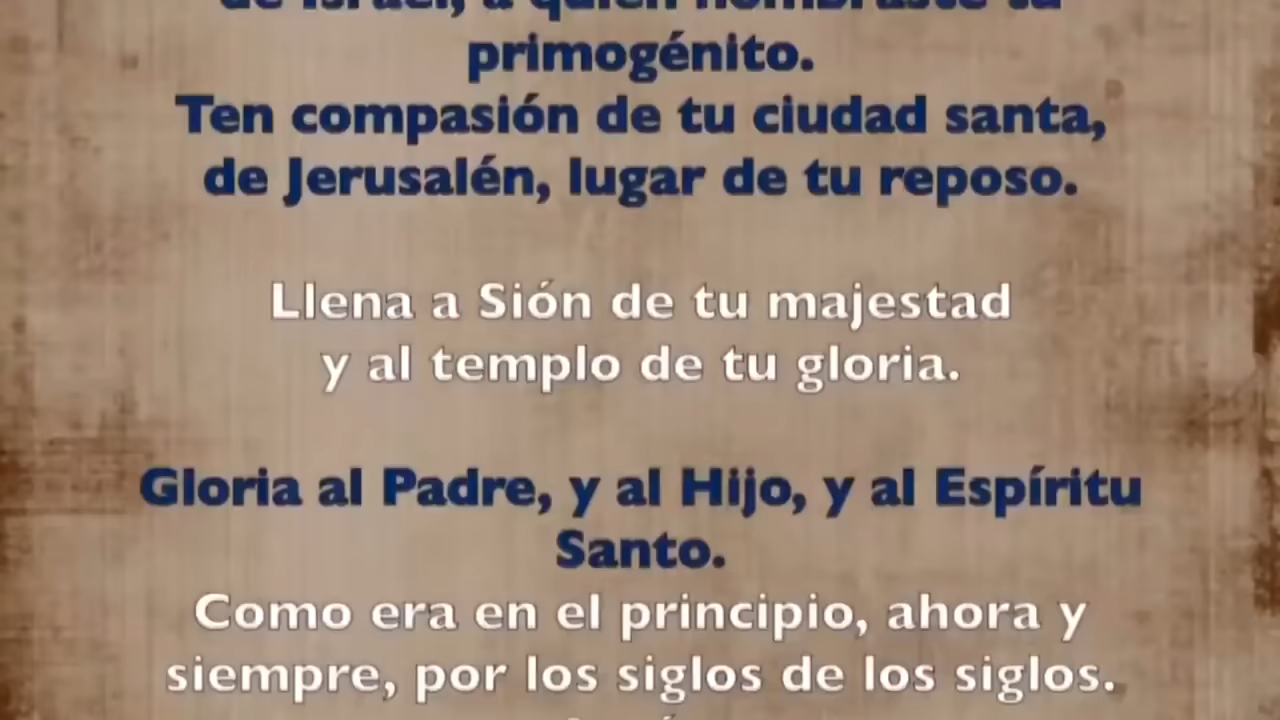 de Israel, a quien nombraste tu
primogénito.
Ten compasión de tu ciudad santa,
de Jerusalén, lugar de tu reposo.
Llena a Sión de tu majestad
y al templo de tu gloria.
Gloria al Padre, y al Hijo, y al Espíritu
Santo.
Como era en el principio, ahora y
siempre, por los siglos de los siglos.